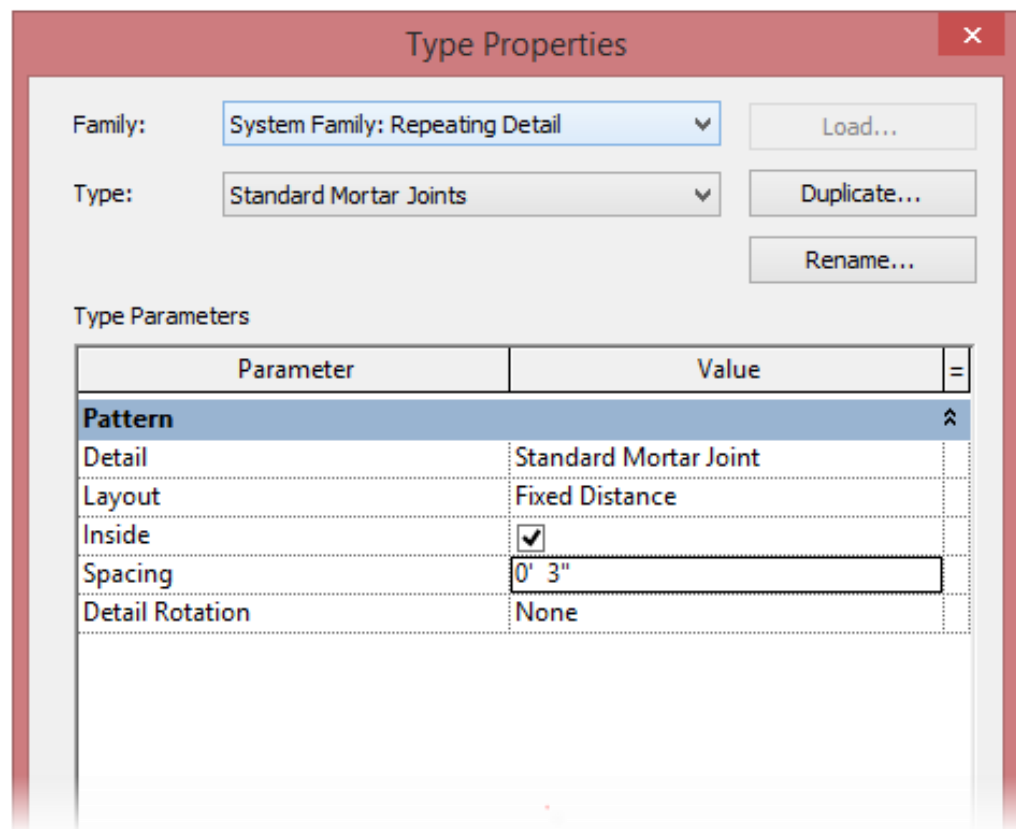 Type Properties
Family: System Family: Repeating Detail Load...
Type: Standard Mortar Joints Duplicate...
Rename...
Type Parameters
Parameter Value =
Pattern
Detail Standard Mortar Joint
Layout Fixed Distance
Inside
Spacing 0' 3"
Detail Rotation None